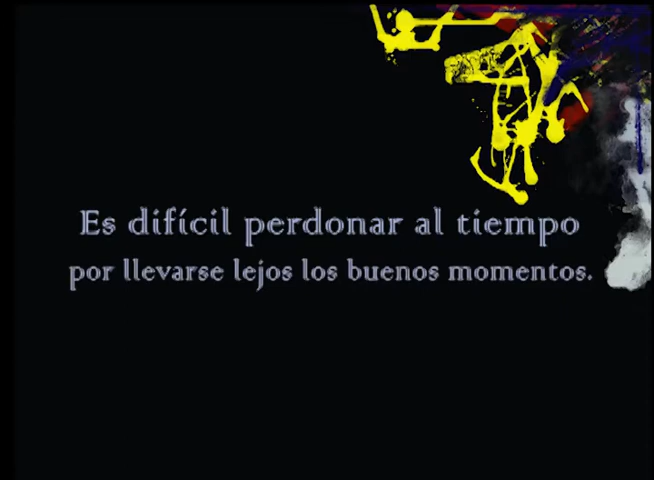 Es difícil perdonar al tiempo
por llevarse lejos los buenos momentos.